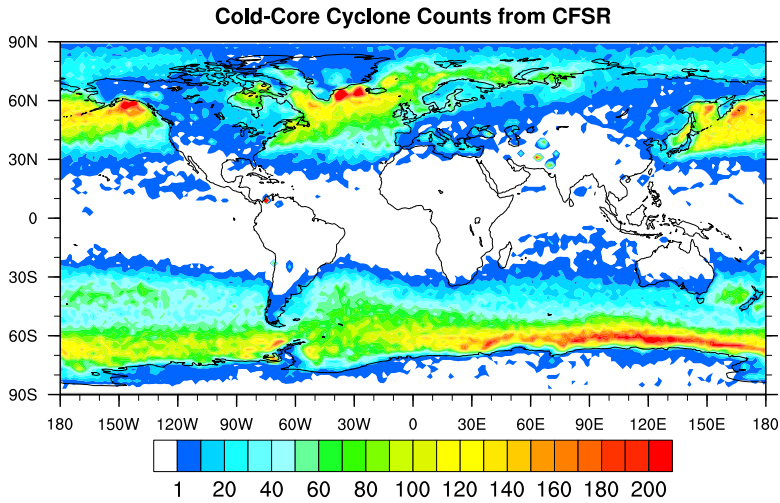 Cold-Core Cyclone Counts from CFSR
90N
60N
30N
0
30S
60S
90S
180 150W 120W 90W 60W 30W 0 30E 60E 90E 120E 150E 180
1 20 40 60 80 100 120 140 160 180 200